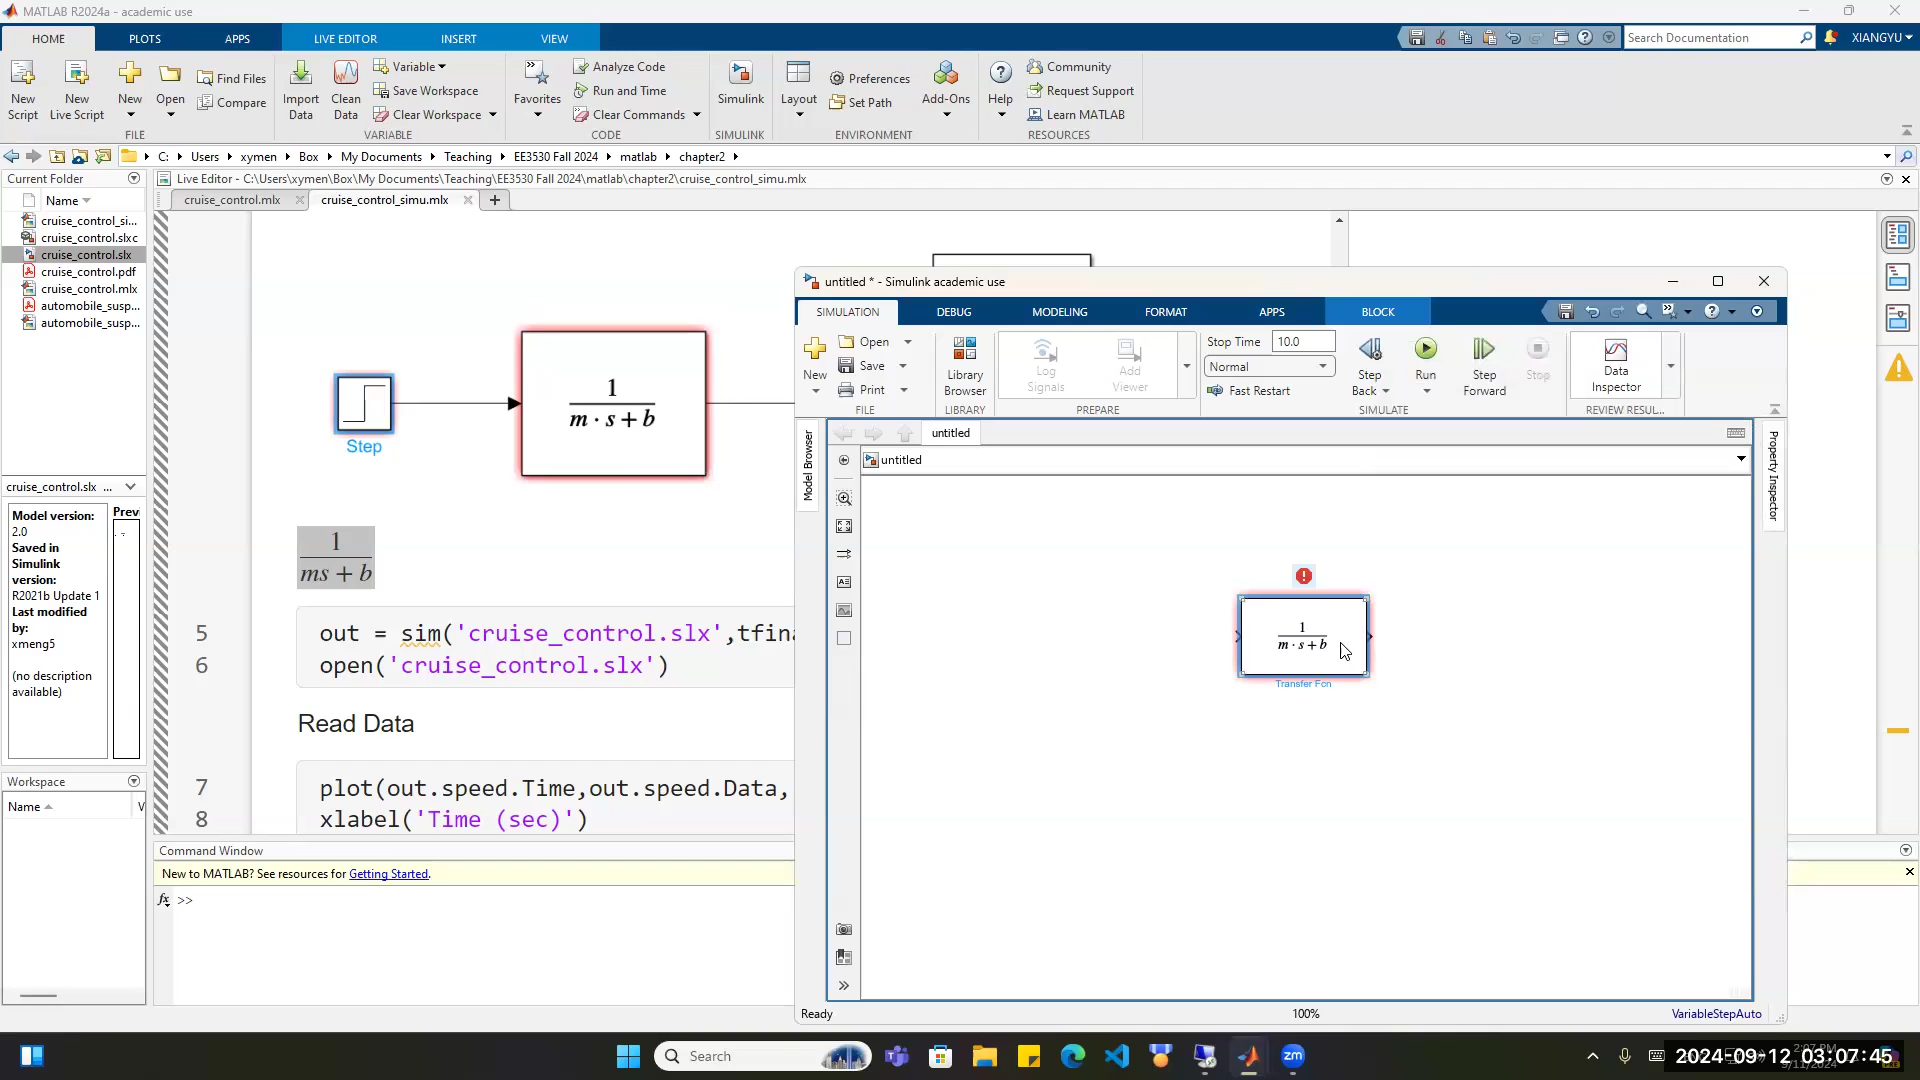 MATLAB R2024a - academic use
HOME PLOTS APPS LIVE EDITOR INSERT VIEW
Search Documentation XIANGYU
New Script
New Live Script
New
Open
Find Files
Compare
FILE
Import Data
Clean Data
Variable
Save Workspace
Clear Workspace
VARIABLE
Favorites
Analyze Code
Run and Time
Clear Commands
CODE
Simulink
SIMULINK
Layout
Preferences
Set Path
Add-Ons
ENVIRONMENT
Help
Community
Request Support
Learn MATLAB
RESOURCES
C: Users xymen Box My Documents Teaching EE3530 Fall 2024 matlab chapter2
Current Folder
Name
cruise_control_si...
cruise_control.slxc
cruise_control.slx
cruise_control.pdf
cruise_control.mlx
automobile_susp...
automobile_susp...
cruise_control.slx ...
Model version:
2.0
Saved in
Simulink
version:
R2021b Update 1
Last modified
by:
xmeng5
(no description
available)
Previ
Workspace
Name V
Live Editor - C:\Users\xymen\Box\My Documents\Teaching\EE3530 Fall 2024\matlab\chapter2\cruise_control_simu.mlx
cruise_control.mlx cruise_control_simu.mlx
Step
1
m · s + b
1
ms + b
5 out = sim('cruise_control.slx',tfina
6 open('cruise_control.slx')
Read Data
7 plot(out.speed.Time,out.speed.Data,
8 xlabel('Time (sec)')
Command Window
New to MATLAB? See resources for Getting Started.
fx >>
untitled * - Simulink academic use
SIMULATION DEBUG MODELING FORMAT APPS BLOCK
New
Open
Save
Print
FILE
Library Browser
LIBRARY
Log Signals
Add Viewer
PREPARE
Stop Time 10.0
Normal
Fast Restart
Step Back
Run
Step Forward
Stop
SIMULATE
Data Inspector
REVIEW RESUL...
Model Browser
untitled
untitled
Property Inspector
1
m · s + b
Transfer Fcn
Ready 100% VariableStepAuto
Search
zm
2024-09-12 03:07:45